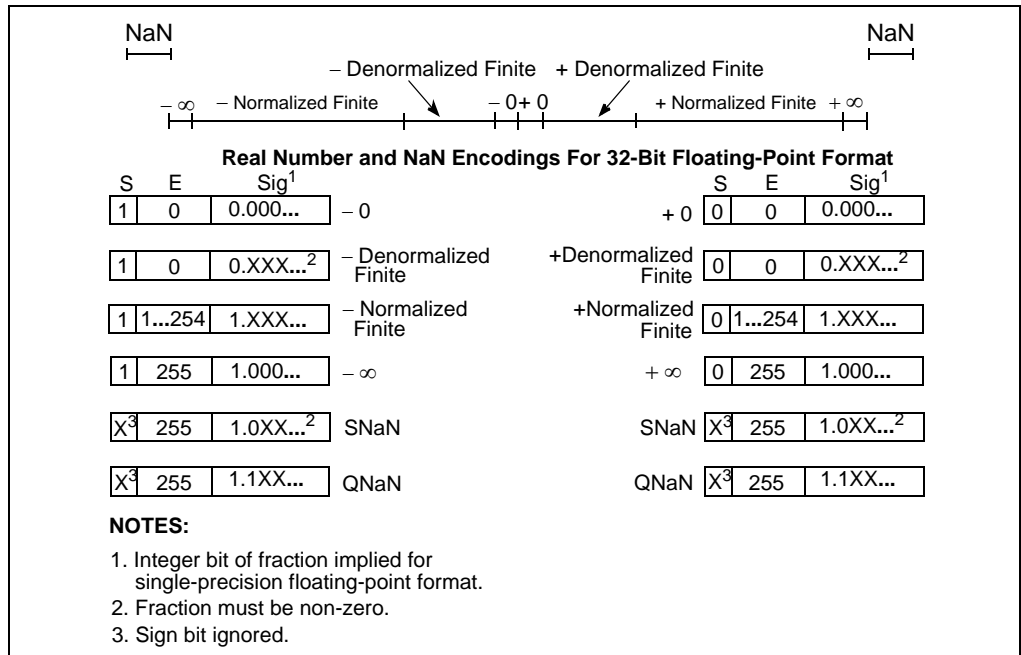 NaN NaN
− Denormalized Finite + Denormalized Finite
− ∞ − Normalized Finite − 0+ 0 + Normalized Finite + ∞
Real Number and NaN Encodings For 32-Bit Floating-Point Format
S E Sig1 S E Sig1
1 0 0.000... − 0 + 0 0 0 0.000...
1 0 0.XXX...2 − Denormalized Finite +Denormalized Finite 0 0 0.XXX...2
1 1...254 1.XXX... − Normalized Finite +Normalized Finite 0 1...254 1.XXX...
1 255 1.000... − ∞ + ∞ 0 255 1.000...
X3 255 1.0XX...2 SNaN SNaN X3 255 1.0XX...2
X3 255 1.1XX... QNaN QNaN X3 255 1.1XX...
NOTES:
1. Integer bit of fraction implied for
single-precision floating-point format.
2. Fraction must be non-zero.
3. Sign bit ignored.